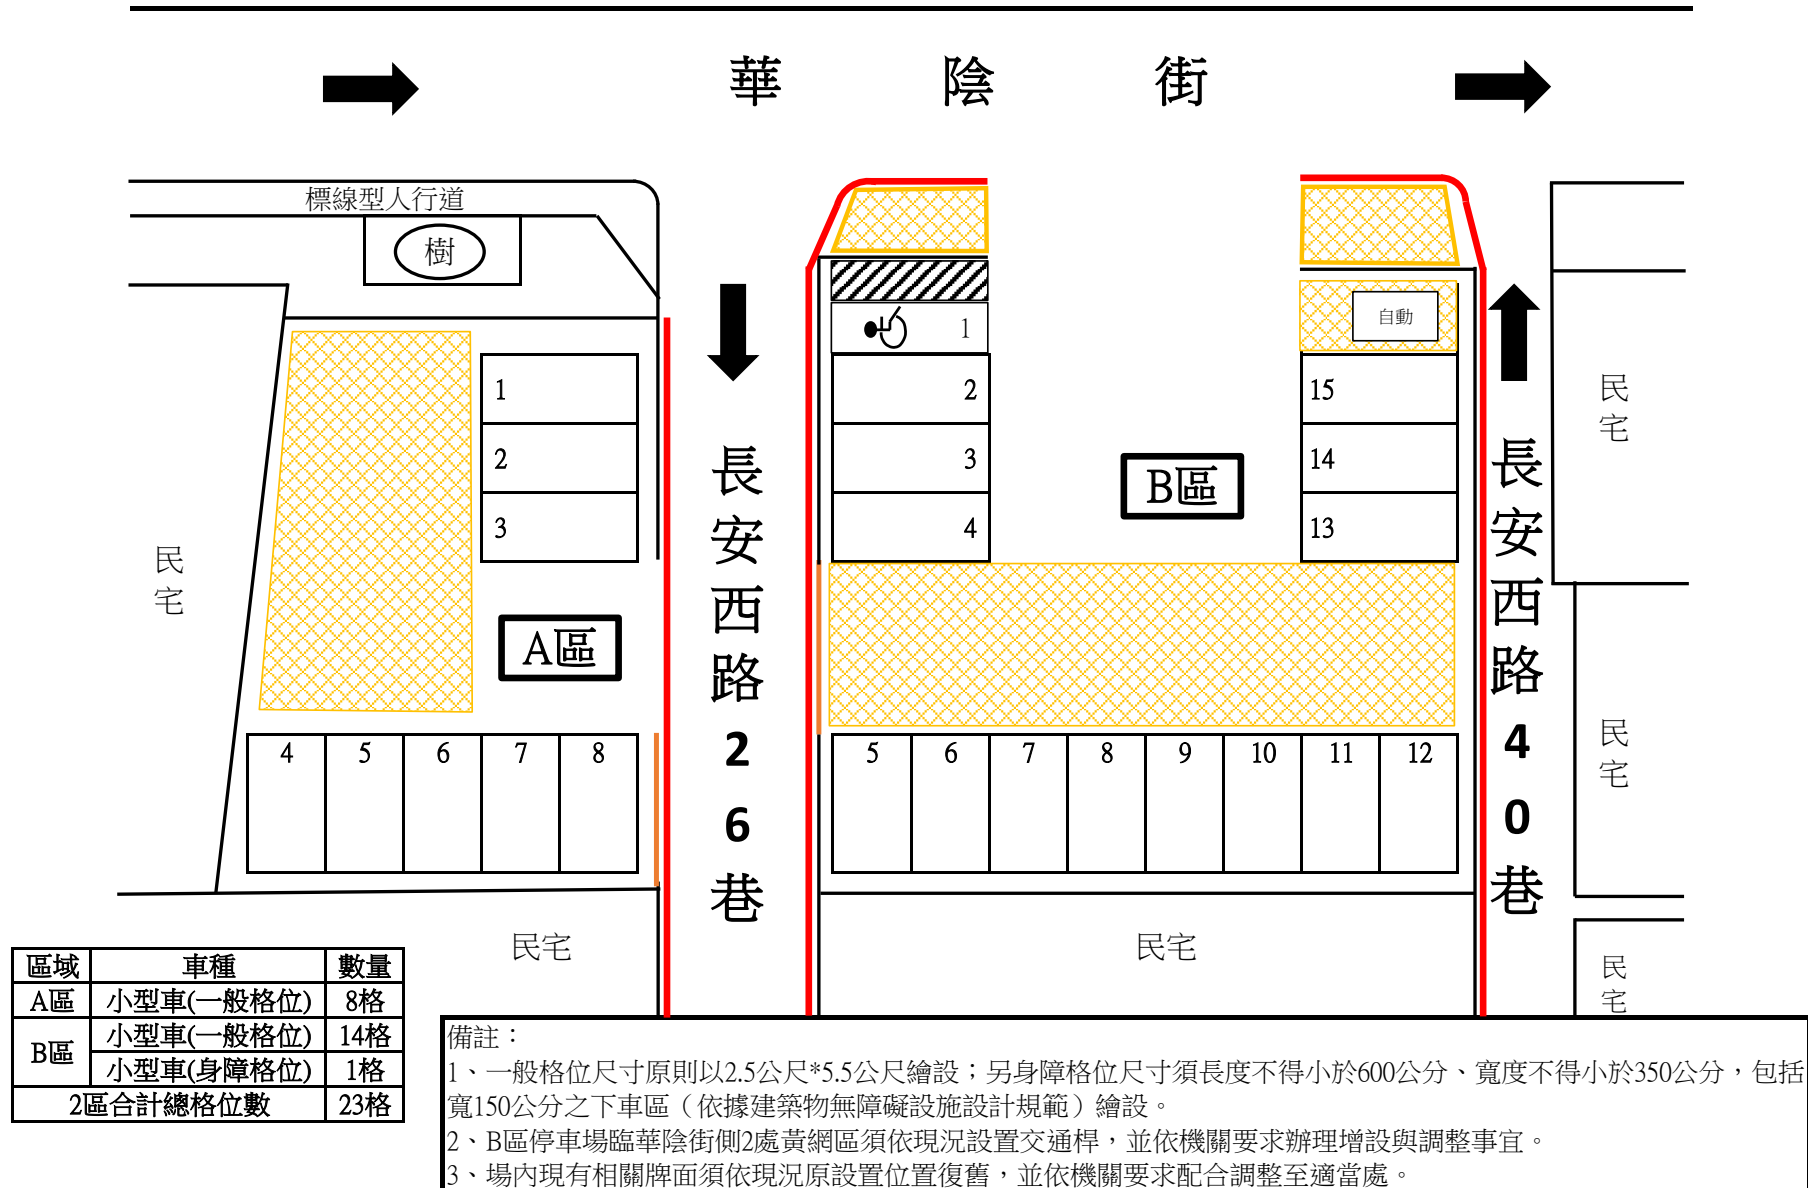 華陰街
標線型人行道
樹
自動
1
2
3
4
5
6
7
8
A區
民宅
長安西路26巷
1
2
3
4
5
6
7
8
9
10
11
12
13
14
15
B區
長安西路40巷
民宅
民宅
民宅
民宅
民宅
區域 車種 數量
A區 小型車(一般格位) 8格
B區 小型車(一般格位) 14格
小型車(身障格位) 1格
2區合計總格位數 23格
備註：
1、一般格位尺寸原則以2.5公尺*5.5公尺繪設；另身障格位尺寸須長度不得小於600公分、寬度不得小於350公分，包括
寬150公分之下車區（依據建築物無障礙設施設計規範）繪設。
2、B區停車場臨華陰街側2處黃網區須依現況設置交通桿，並依機關要求辦理增設與調整事宜。
3、場內現有相關牌面須依現況原設置位置復舊，並依機關要求配合調整至適當處。